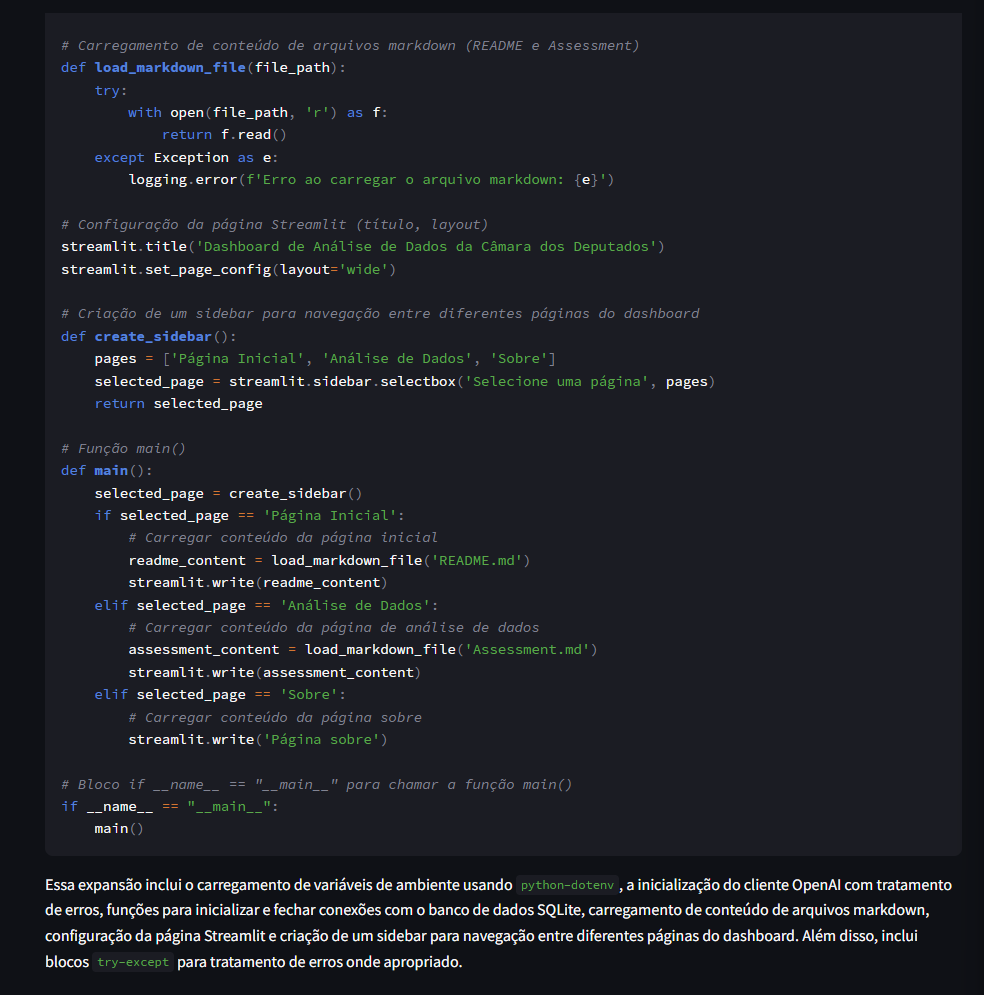 # Carregamento de conteúdo de arquivos markdown (README e Assessment)
def load_markdown_file(file_path):
    try:
        with open(file_path, 'r') as f:
            return f.read()
    except Exception as e:
        logging.error(f'Erro ao carregar o arquivo markdown: {e}')

# Configuração da página Streamlit (título, layout)
streamlit.title('Dashboard de Análise de Dados da Câmara dos Deputados')
streamlit.set_page_config(layout='wide')

# Criação de um sidebar para navegação entre diferentes páginas do dashboard
def create_sidebar():
    pages = ['Página Inicial', 'Análise de Dados', 'Sobre']
    selected_page = streamlit.sidebar.selectbox('Selecione uma página', pages)
    return selected_page

# Função main()
def main():
    selected_page = create_sidebar()
    if selected_page == 'Página Inicial':
        # Carregar conteúdo da página inicial
        readme_content = load_markdown_file('README.md')
        streamlit.write(readme_content)
    elif selected_page == 'Análise de Dados':
        # Carregar conteúdo da página de análise de dados
        assessment_content = load_markdown_file('Assessment.md')
        streamlit.write(assessment_content)
    elif selected_page == 'Sobre':
        # Carregar conteúdo da página sobre
        streamlit.write('Página sobre')

# Bloco if __name__ == "__main__" para chamar a função main()
if __name__ == "__main__":
    main()

Essa expansão inclui o carregamento de variáveis de ambiente usando python-dotenv, a inicialização do cliente OpenAI com tratamento
de erros, funções para inicializar e fechar conexões com o banco de dados SQLite, carregamento de conteúdo de arquivos markdown,
configuração da página Streamlit e criação de um sidebar para navegação entre diferentes páginas do dashboard. Além disso, inclui
blocos try-except para tratamento de erros onde apropriado.